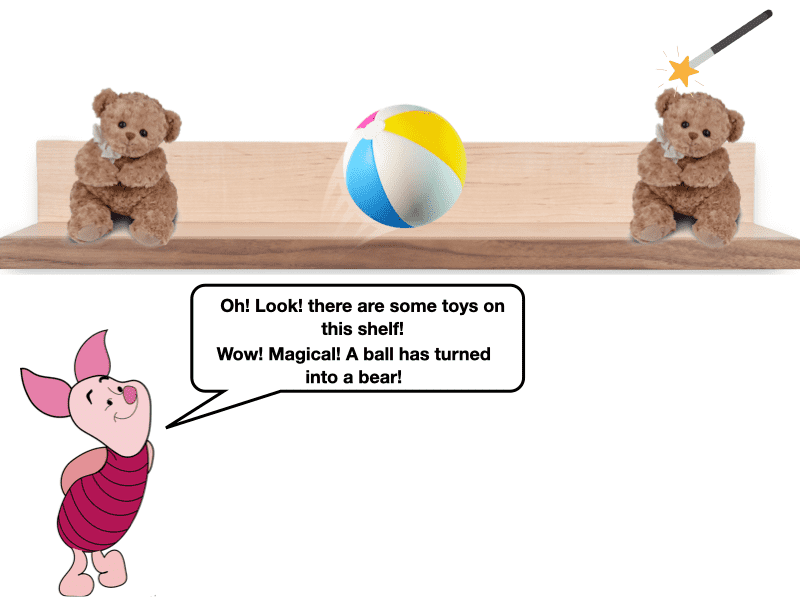 Oh! Look! there are some toys on
this shelf!
Wow! Magical! A ball has turned
into a bear!